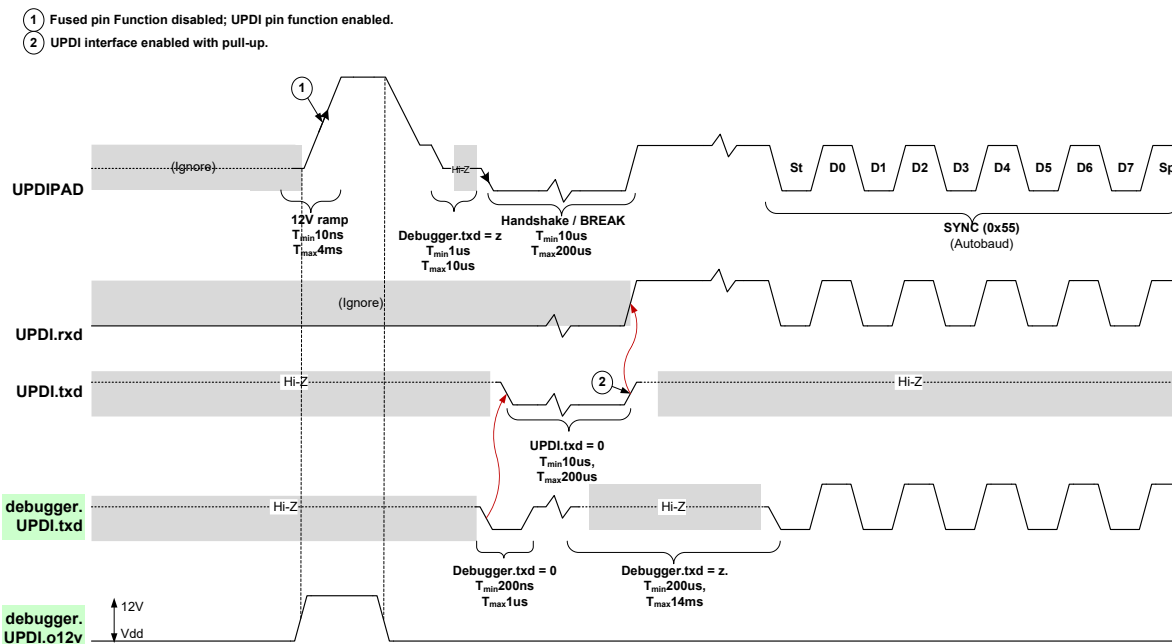 1 Fused pin Function disabled; UPDI pin function enabled.
2 UPDI interface enabled with pull-up.
1
(Ignore)
Hi-Z
St D0 D1 D2 D3 D4 D5 D6 D7 Sp
UPDIPAD
12V ramp
Tmin10ns
Tmax4ms
Debugger.txd = z
Tmin1us
Tmax10us
Handshake / BREAK
Tmin10us
Tmax200us
SYNC (0x55)
(Autobaud)
(Ignore)
UPDI.rxd
Hi-Z
2
Hi-Z
UPDI.txd
UPDI.txd = 0
Tmin10us,
Tmax200us
debugger.
UPDI.txd
Hi-Z
Hi-Z
Debugger.txd = 0
Tmin200ns
Tmax1us
Debugger.txd = z.
Tmin200us,
Tmax14ms
debugger.
UPDI.o12v
12V
Vdd